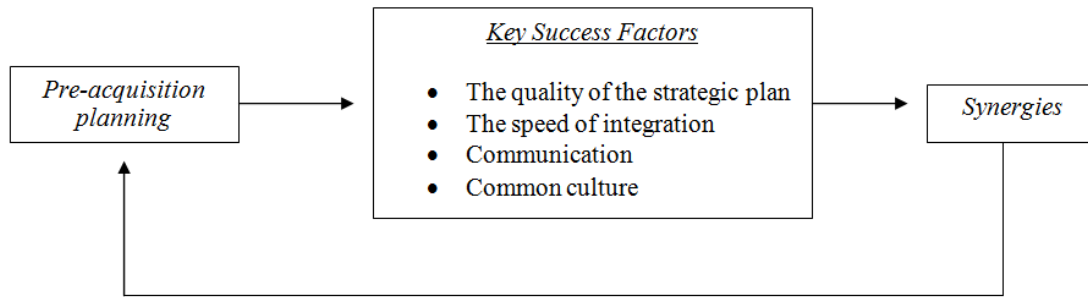 Pre-acquisition
planning
Key Success Factors
• The quality of the strategic plan
• The speed of integration
• Communication
• Common culture
Synergies